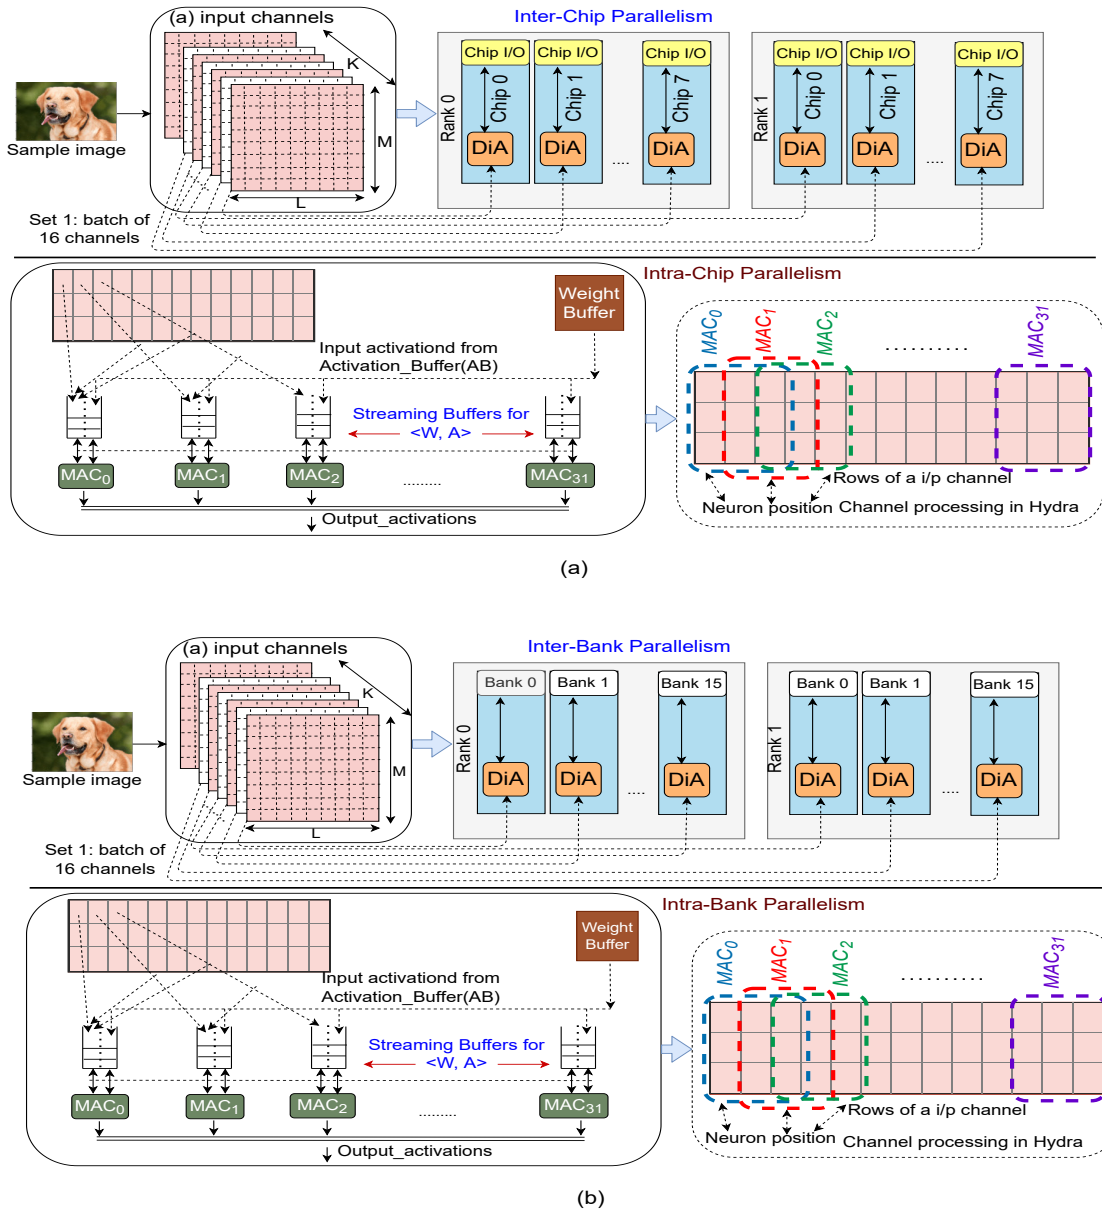 (a) input channels
Inter-Chip Parallelism
K
M
L
Sample image
Set 1: batch of
16 channels
Rank 0
Chip I/O
Chip I/O
Chip I/O
Chip 0
Chip 1
Chip 7
DiA
DiA
DiA
....
Rank 1
Chip I/O
Chip I/O
Chip I/O
Chip 0
Chip 1
Chip 7
DiA
DiA
DiA
....
Intra-Chip Parallelism
Weight
Buffer
Input activationd from
Activation_Buffer(AB)
Streaming Buffers for
<W, A>
MAC0
MAC1
MAC2
.........
MAC31
Output_activations
MAC0
MAC1
MAC2
..........
MAC31
Rows of a i/p channel
Neuron position
Channel processing in Hydra
(a)
(a) input channels
Inter-Bank Parallelism
K
M
L
Sample image
Set 1: batch of
16 channels
Rank 0
Bank 0
Bank 1
Bank 15
DiA
DiA
DiA
....
Rank 1
Bank 0
Bank 1
Bank 15
DiA
DiA
DiA
....
Intra-Bank Parallelism
Weight
Buffer
Input activationd from
Activation_Buffer(AB)
Streaming Buffers for
<W, A>
MAC0
MAC1
MAC2
.........
MAC31
Output_activations
MAC0
MAC1
MAC2
..........
MAC31
Rows of a i/p channel
Neuron position
Channel processing in Hydra
(b)